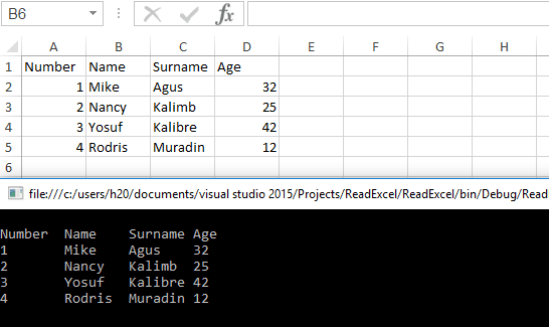 B6 fx
A B C D E F G H
1 Number Name Surname Age
2 1 Mike Agus 32
3 2 Nancy Kalimb 25
4 3 Yosuf Kalibre 42
5 4 Rodris Muradin 12
6
file:///c:/users/h20/documents/visual studio 2015/Projects/ReadExcel/ReadExcel/bin/Debug/Read
Number Name Surname Age
1 Mike Agus 32
2 Nancy Kalimb 25
3 Yosuf Kalibre 42
4 Rodris Muradin 12